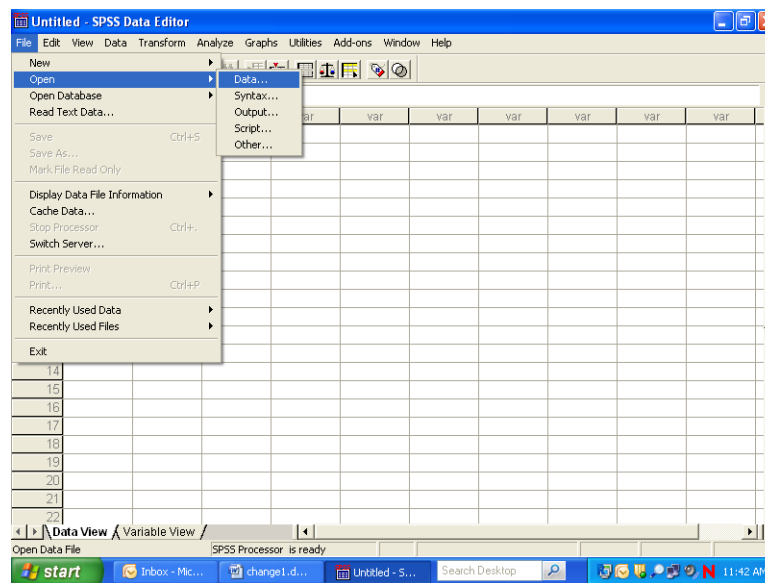 Untitled - SPSS Data Editor
File Edit View Data Transform Analyze Graphs Utilities Add-ons Window Help
New
Open
Open Database
Read Text Data...
Save Ctrl+S
Save As...
Mark File Read Only
Display Data File Information
Cache Data...
Stop Processor Ctrl+.
Switch Server...
Print Preview
Print... Ctrl+P
Recently Used Data
Recently Used Files
Exit
Data...
Syntax...
Output...
Script...
Other...
var var var var var var
14
15
16
17
18
19
20
21
22
Data View Variable View
Open Data File SPSS Processor is ready
start Inbox - Mic... change1.d... Untitled - S... Search Desktop N 11:42 AM